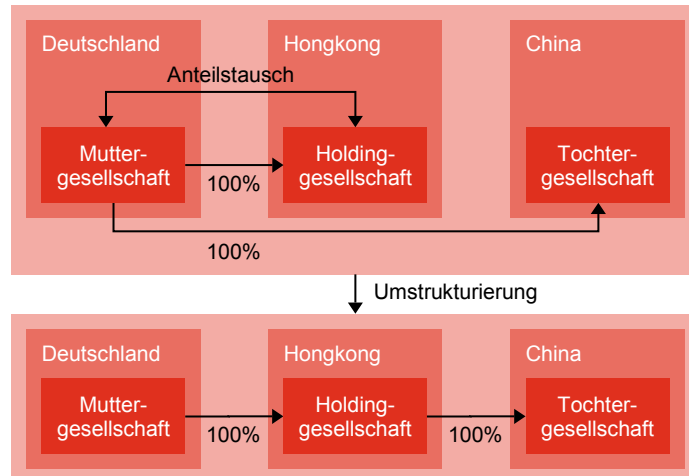 Deutschland
Hongkong
China
Anteilstausch
Mutter-
gesellschaft
Holding-
gesellschaft
Tochter-
gesellschaft
100%
100%
Umstrukturierung
Deutschland
Hongkong
China
Mutter-
gesellschaft
Holding-
gesellschaft
Tochter-
gesellschaft
100%
100%